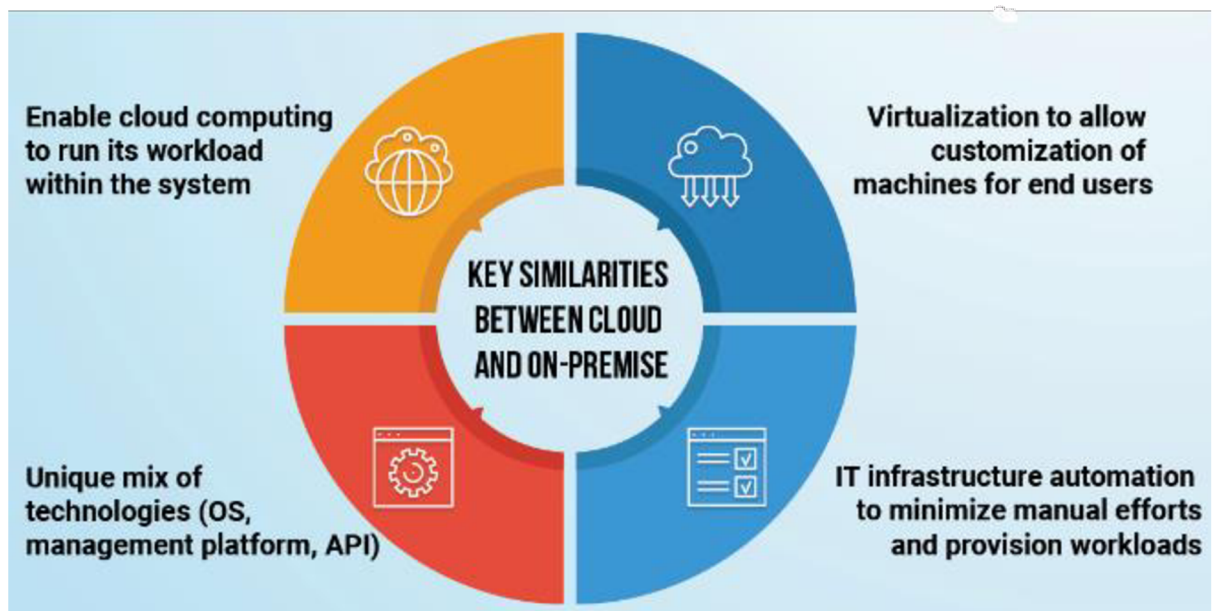 Enable cloud computing
to run its workload
within the system
Virtualization to allow
customization of
machines for end users
KEY SIMILARITIES
BETWEEN CLOUD
AND ON-PREMISE
Unique mix of
technologies (OS,
management platform, API)
IT infrastructure automation
to minimize manual efforts
and provision workloads